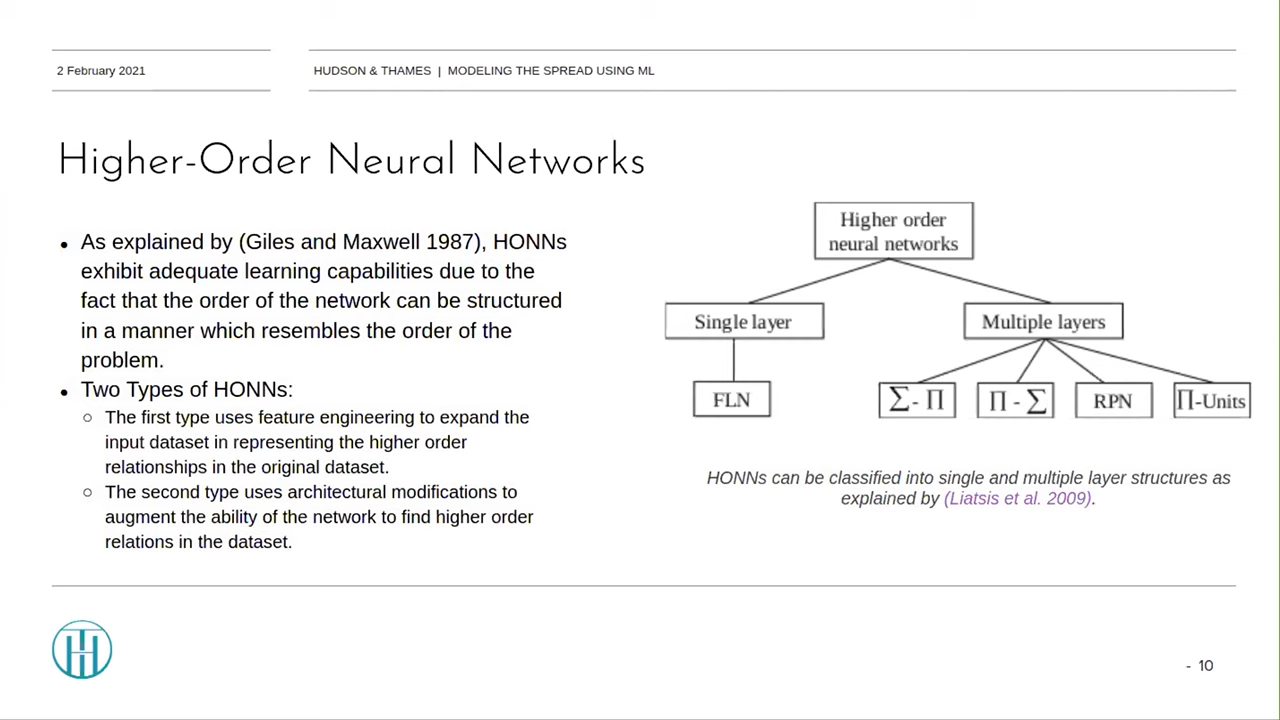 2 February 2021
HUDSON & THAMES | MODELING THE SPREAD USING ML
Higher-Order Neural Networks
• As explained by (Giles and Maxwell 1987), HONNs
exhibit adequate learning capabilities due to the
fact that the order of the network can be structured
in a manner which resembles the order of the
problem.
• Two Types of HONNs:
○ The first type uses feature engineering to expand the
input dataset in representing the higher order
relationships in the original dataset.
○ The second type uses architectural modifications to
augment the ability of the network to find higher order
relations in the dataset.
Higher order
neural networks
Single layer
Multiple layers
FLN
∑ - ∏
∏ - ∑
RPN
∏-Units
HONNs can be classified into single and multiple layer structures as
explained by (Liatsis et al. 2009).
- 10